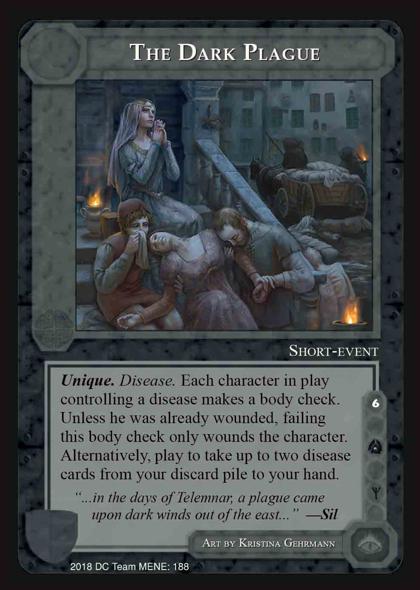 The Dark Plague
Short-event
Unique. Disease. Each character in play
controlling a disease makes a body check.
Unless he was already wounded, failing
this body check only wounds the character.
Alternatively, play to take up to two disease
cards from your discard pile to your hand.
6
"...in the days of Telemnar, a plague came
upon dark winds out of the east..." —Sil
Art by Kristina Gehrmann
2018 DC Team MENE: 188